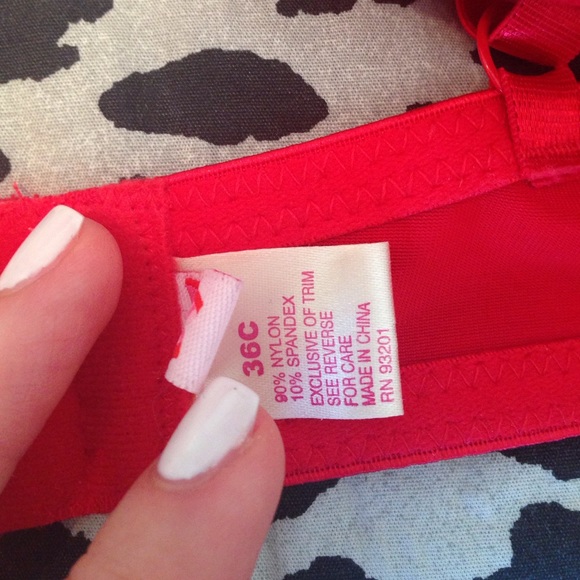 36C
90% NYLON
10% SPANDEX
EXCLUSIVE OF TRIM
SEE REVERSE
FOR CARE
MADE IN CHINA
RN 93201